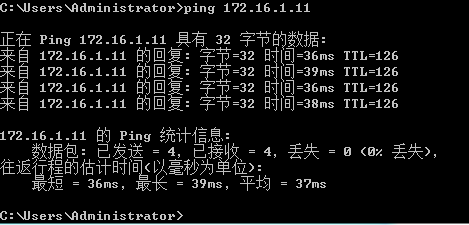 C:\Users\Administrator>ping 172.16.1.11
正在 Ping 172.16.1.11 具有 32 字节的数据:
来自 172.16.1.11 的回复: 字节=32 时间=36ms TTL=126
来自 172.16.1.11 的回复: 字节=32 时间=39ms TTL=126
来自 172.16.1.11 的回复: 字节=32 时间=36ms TTL=126
来自 172.16.1.11 的回复: 字节=32 时间=38ms TTL=126
172.16.1.11 的 Ping 统计信息:
数据包: 已发送 = 4, 已接收 = 4, 丢失 = 0 (0% 丢失),
往返行程的估计时间(以毫秒为单位):
最短 = 36ms, 最长 = 39ms, 平均 = 37ms
C:\Users\Administrator>